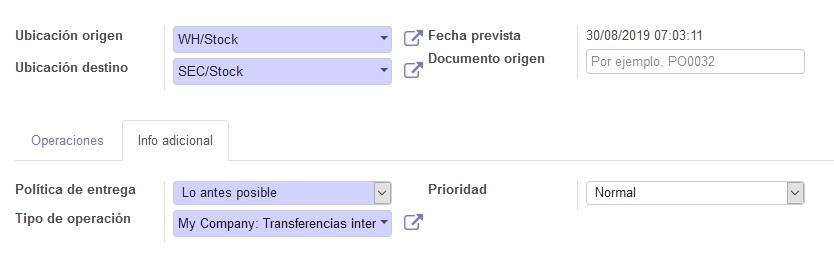 Ubicación origen WH/Stock Fecha prevista 30/08/2019 07:03:11
Ubicación destino SEC/Stock Documento origen Por ejemplo, PO0032
Operaciones Info adicional
Política de entrega Lo antes posible Prioridad Normal
Tipo de operación My Company: Transferencias inter